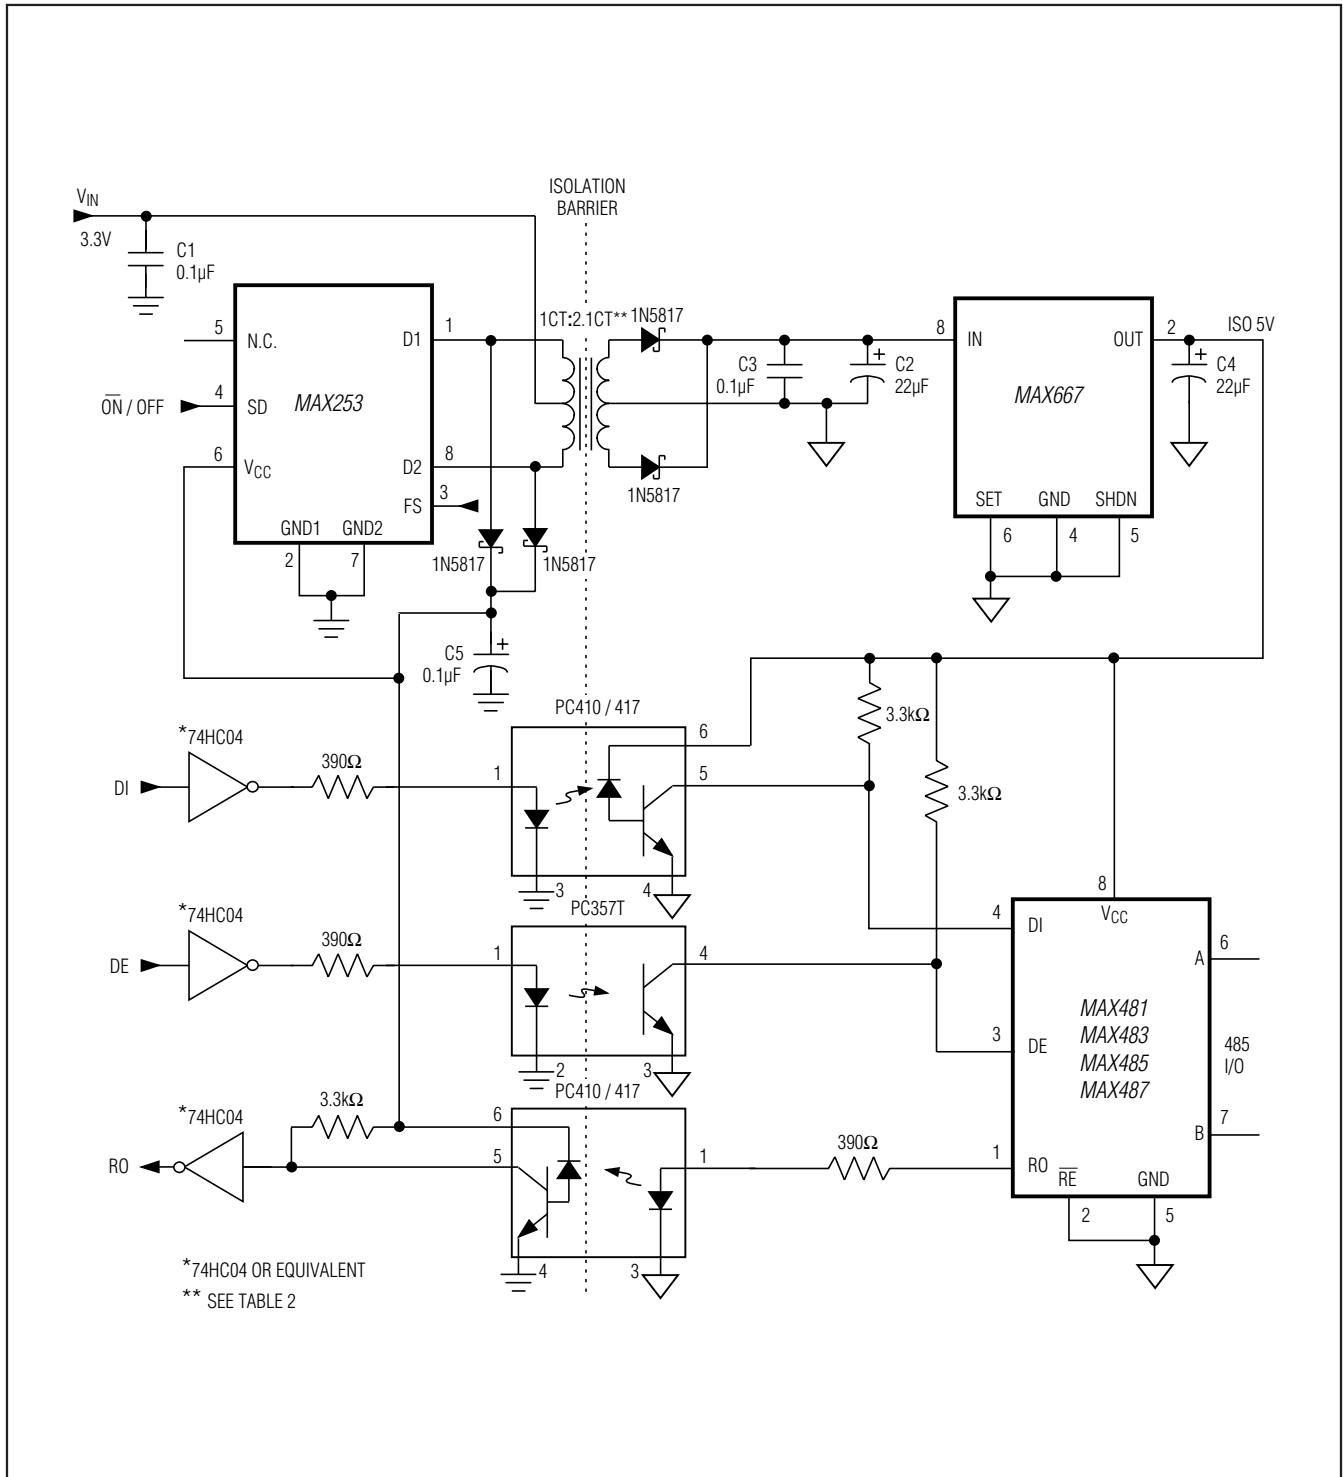 ISOLATION
BARRIER
VIN
3.3V
C1
0.1µF
5
N.C.
4
ON / OFF
SD
6
VCC
MAX253
D1
1
D2
8
FS
3
GND1
GND2
2
7
1CT:2.1CT**
1N5817
1N5817
1N5817
1N5817
C3
0.1µF
C2
22µF
+
8
IN
MAX667
OUT
2
ISO 5V
+
C4
22µF
SET
GND
SHDN
6
4
5
C5
0.1µF
+
PC410 / 417
*74HC04
DI
390Ω
1
6
5
3
4
3.3kΩ
3.3kΩ
PC357T
*74HC04
DE
390Ω
1
4
2
3
PC410 / 417
*74HC04
RO
3.3kΩ
6
5
1
4
3
390Ω
8
VCC
4
DI
3
DE
1
RO
RE
GND
2
5
MAX481
MAX483
MAX485
MAX487
A
6
485
I/O
B
7
*74HC04 OR EQUIVALENT
** SEE TABLE 2